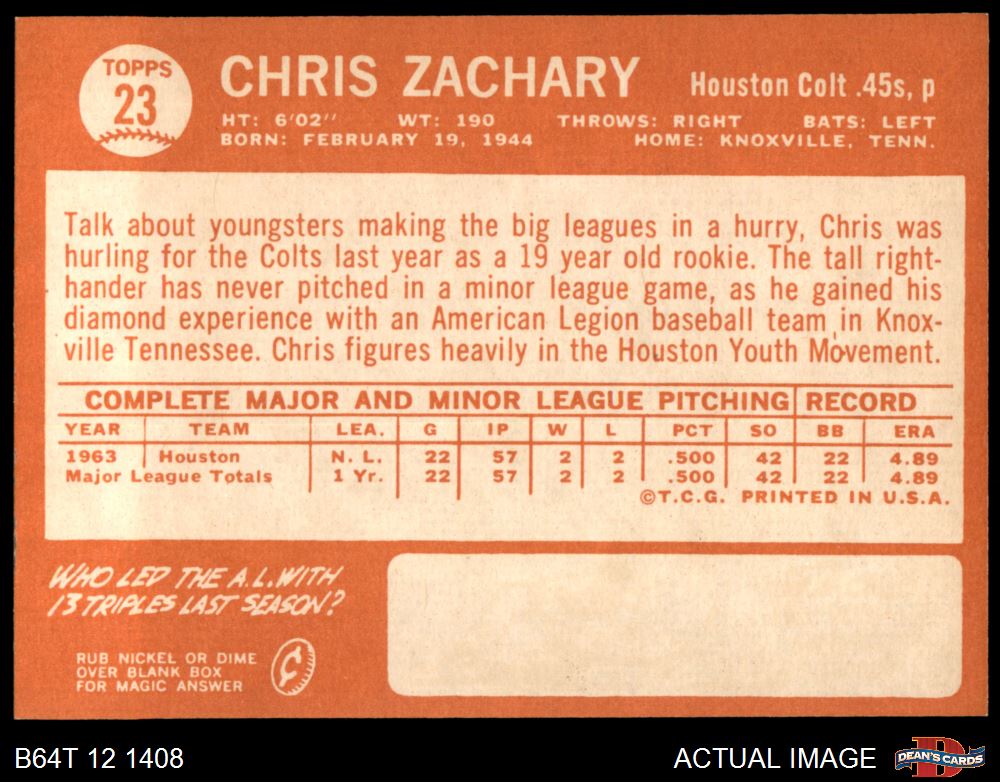 TOPPS
23
CHRIS ZACHARY
Houston Colt .45s, p
HT: 6'02" WT: 190 THROWS: RIGHT BATS: LEFT
BORN: FEBRUARY 19, 1944 HOME: KNOXVILLE, TENN.
Talk about youngsters making the big leagues in a hurry, Chris was
hurling for the Colts last year as a 19 year old rookie. The tall right-
hander has never pitched in a minor league game, as he gained his
diamond experience with an American Legion baseball team in Knox-
ville Tennessee. Chris figures heavily in the Houston Youth Movement.
COMPLETE MAJOR AND MINOR LEAGUE PITCHING RECORD
YEAR TEAM LEA. G IP W L PCT SO BB ERA
1963 Houston N. L. 22 57 2 2 .500 42 22 4.89
Major League Totals 1 Yr. 22 57 2 2 .500 42 22 4.89
©T.C.G. PRINTED IN U.S.A.
WHO LED THE A.L. WITH
13 TRIPLES LAST SEASON?
RUB NICKEL OR DIME
OVER BLANK BOX
FOR MAGIC ANSWER
¢
B64T 12 1408
ACTUAL IMAGE
D
DEAN'S CARDS